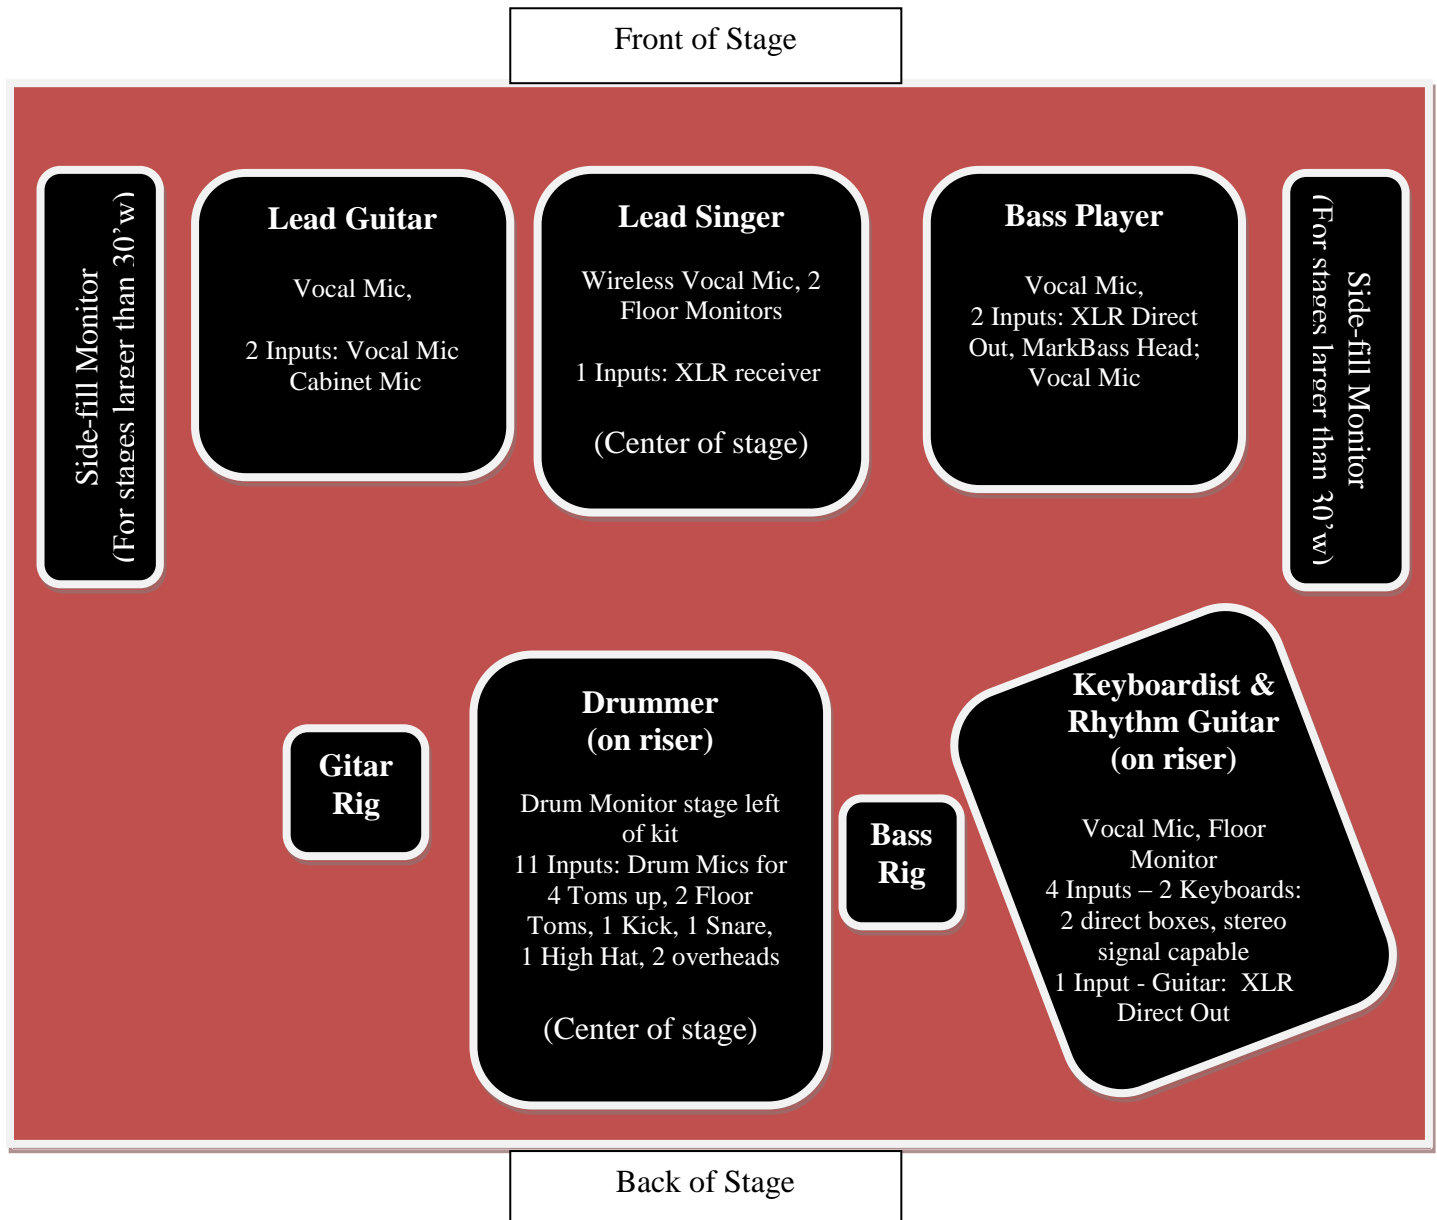 Front of Stage
Side-fill Monitor
(For stages larger than 30’w)
Lead Guitar
Vocal Mic,
2 Inputs: Vocal Mic
Cabinet Mic
Lead Singer
Wireless Vocal Mic, 2
Floor Monitors
1 Inputs: XLR receiver
(Center of stage)
Bass Player
Vocal Mic,
2 Inputs: XLR Direct
Out, MarkBass Head;
Vocal Mic
Side-fill Monitor
(For stages larger than 30’w)
Gitar
Rig
Drummer
(on riser)
Drum Monitor stage left
of kit
11 Inputs: Drum Mics for
4 Toms up, 2 Floor
Toms, 1 Kick, 1 Snare,
1 High Hat, 2 overheads
(Center of stage)
Bass
Rig
Keyboardist &
Rhythm Guitar
(on riser)
Vocal Mic, Floor
Monitor
4 Inputs – 2 Keyboards:
2 direct boxes, stereo
signal capable
1 Input - Guitar:  XLR
Direct Out
Back of Stage